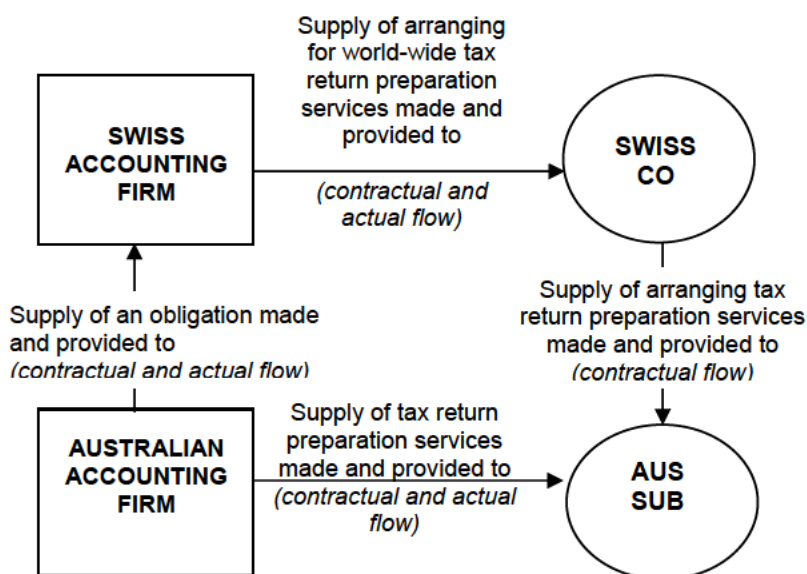 Supply of arranging
for world-wide tax
return preparation
services made and
provided to
SWISS
ACCOUNTING
FIRM
SWISS
CO
(contractual and
actual flow)
Supply of an obligation made
and provided to
(contractual and actual flow)
Supply of arranging tax
return preparation services
made and provided to
(contractual flow)
AUSTRALIAN
ACCOUNTING
FIRM
Supply of tax return
preparation services
made and provided to
(contractual and actual
flow)
AUS
SUB